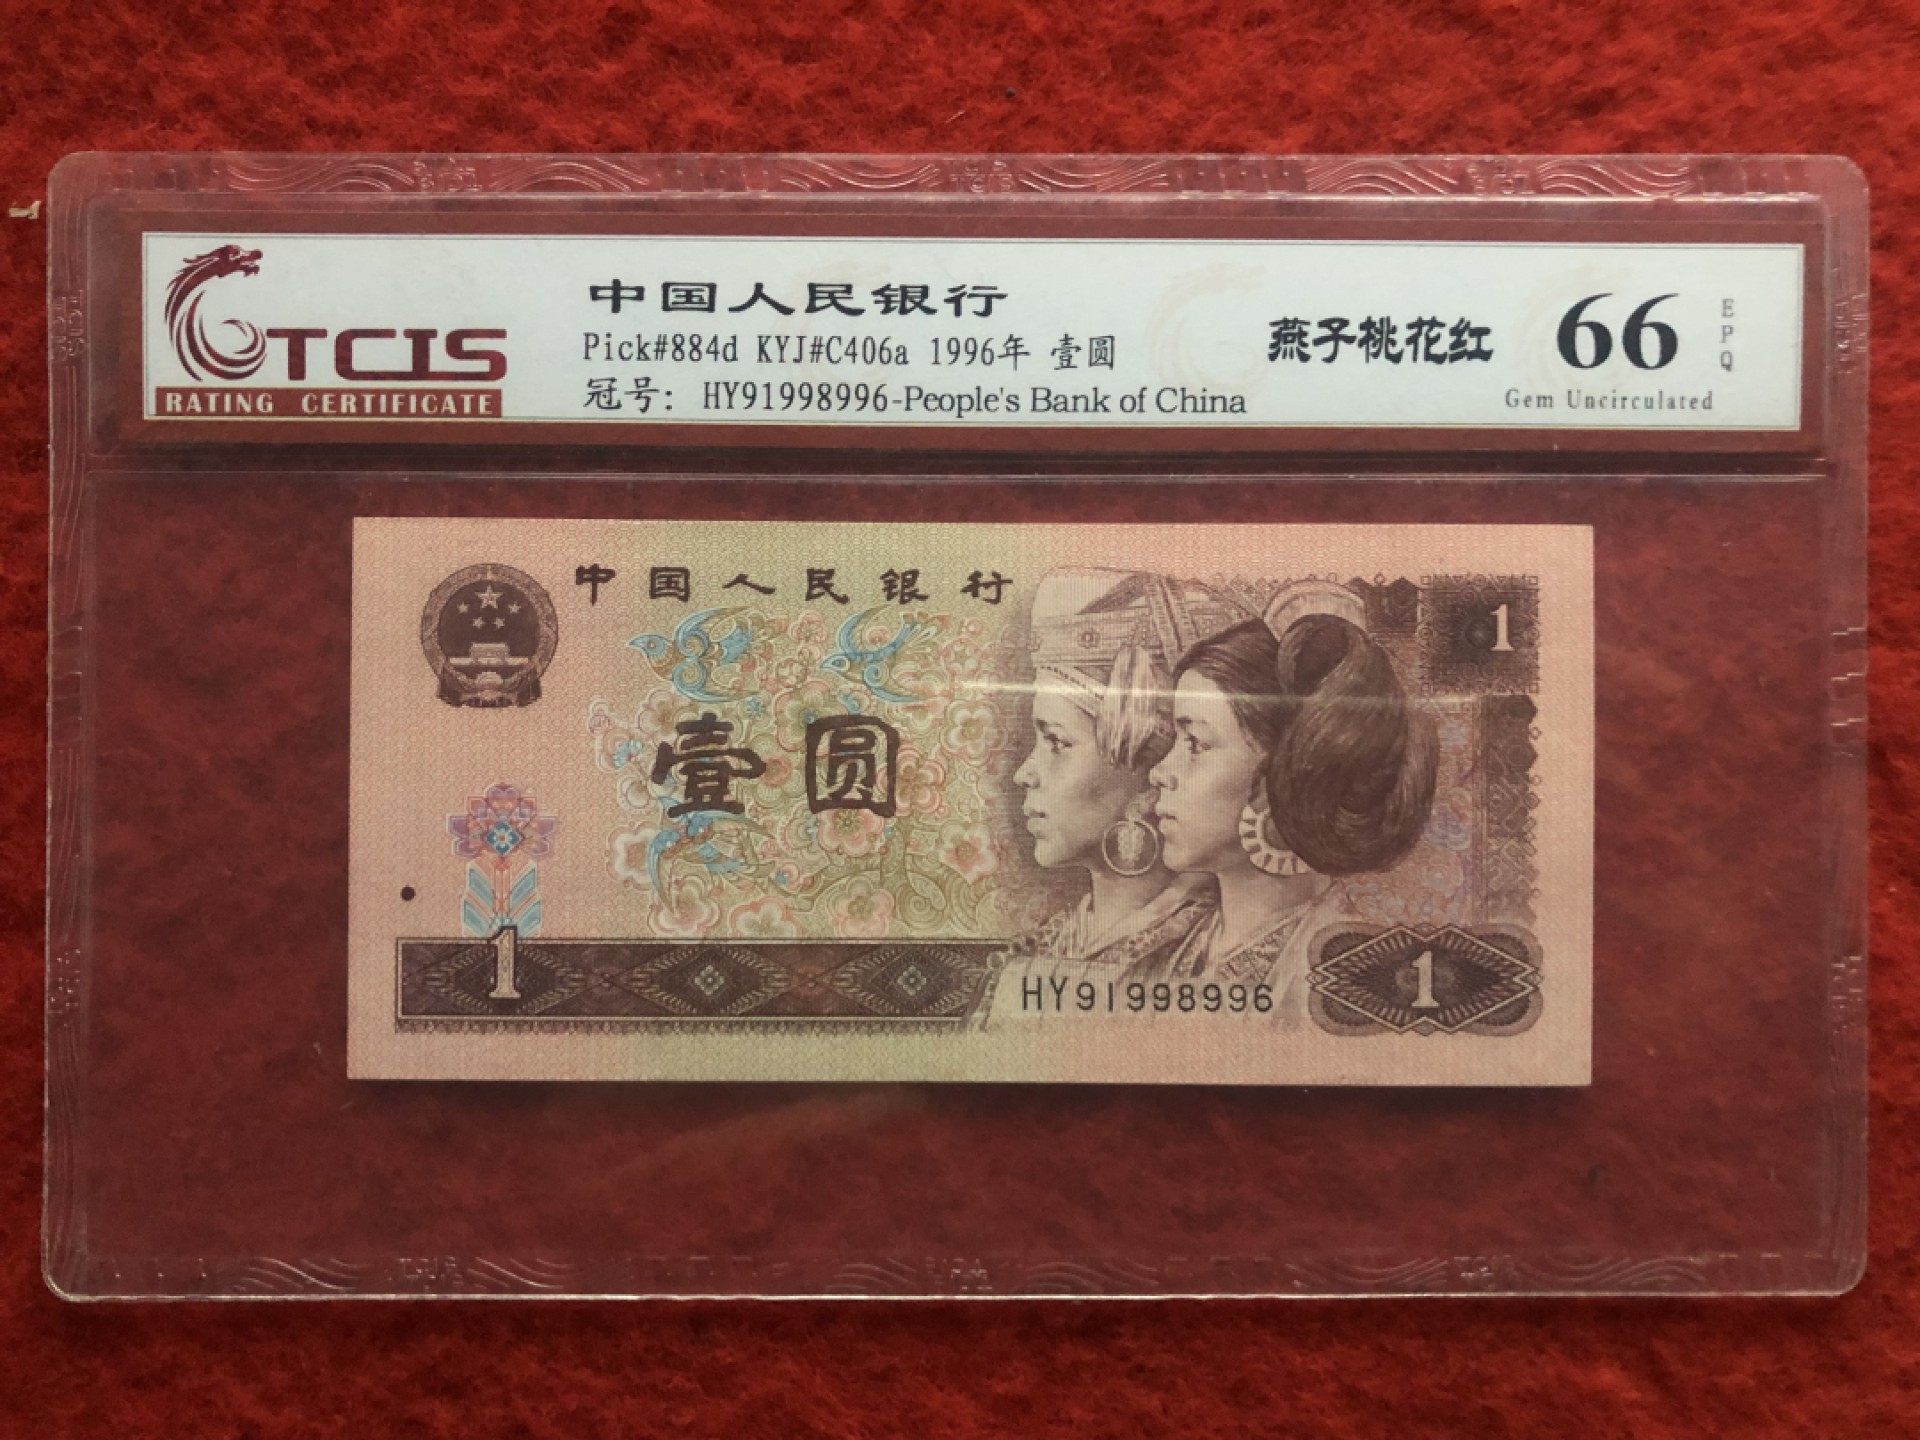 TCIS
RATING CERTIFICATE
中国人民银行
Pick#884d KYJ#C406a 1996年 壹圆
冠号: HY91998996-People's Bank of China
燕子桃花红
66
EPQ
Gem Uncirculated
中国人民银行
1
壹圆
1
HY91998996
1